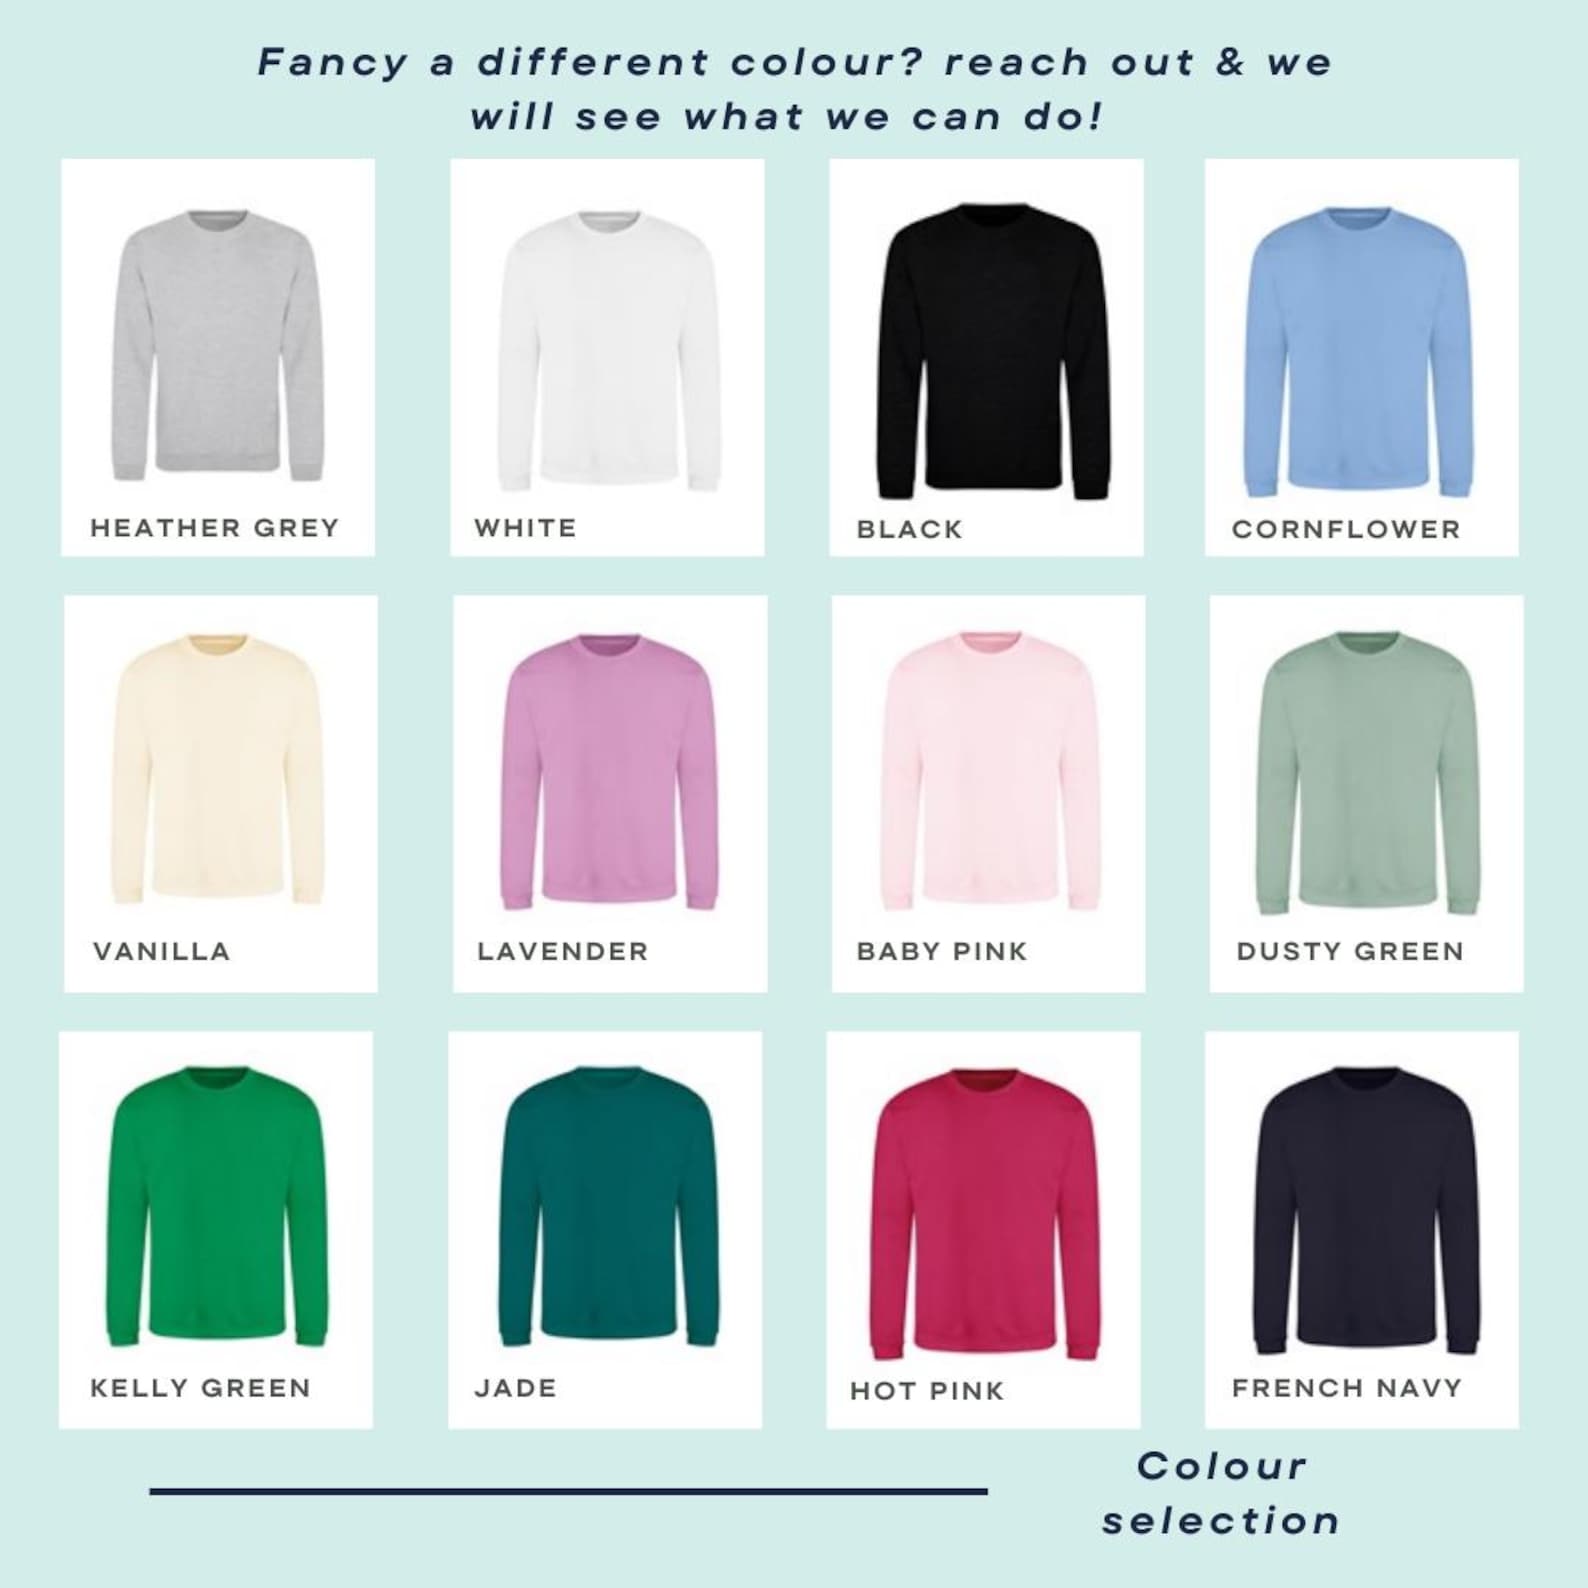 Fancy a different colour? reach out & we
will see what we can do!
HEATHER GREY
WHITE
BLACK
CORNFLOWER
VANILLA
LAVENDER
BABY PINK
DUSTY GREEN
KELLY GREEN
JADE
HOT PINK
FRENCH NAVY
Colour
selection